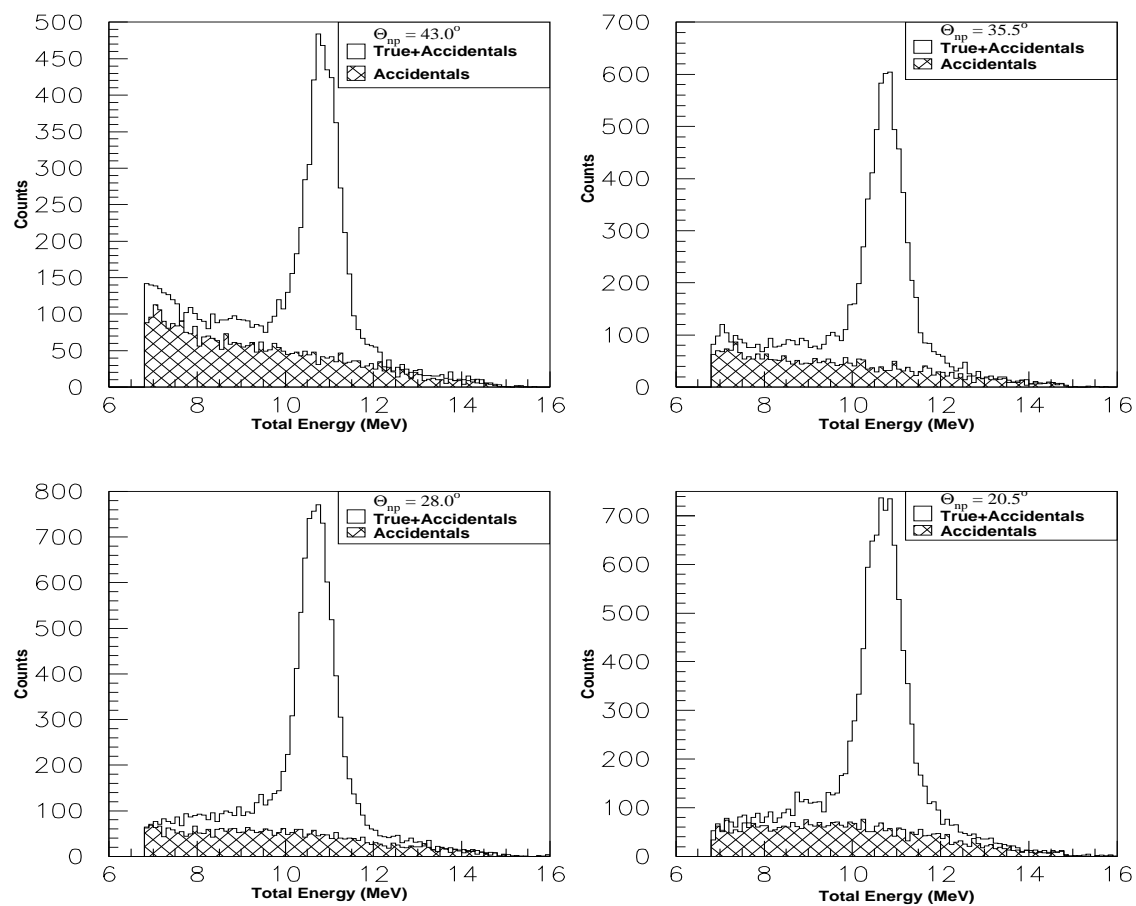 Θnp = 43.0°
True+Accidentals
Accidentals
500
450
400
350
300
250
200
150
100
50
0
Counts
6 8 10 12 14 16
Total Energy (MeV)
Θnp = 35.5°
True+Accidentals
Accidentals
700
600
500
400
300
200
100
0
Counts
6 8 10 12 14 16
Total Energy (MeV)
Θnp = 28.0°
True+Accidentals
Accidentals
800
700
600
500
400
300
200
100
0
Counts
6 8 10 12 14 16
Total Energy (MeV)
Θnp = 20.5°
True+Accidentals
Accidentals
700
600
500
400
300
200
100
0
Counts
6 8 10 12 14 16
Total Energy (MeV)